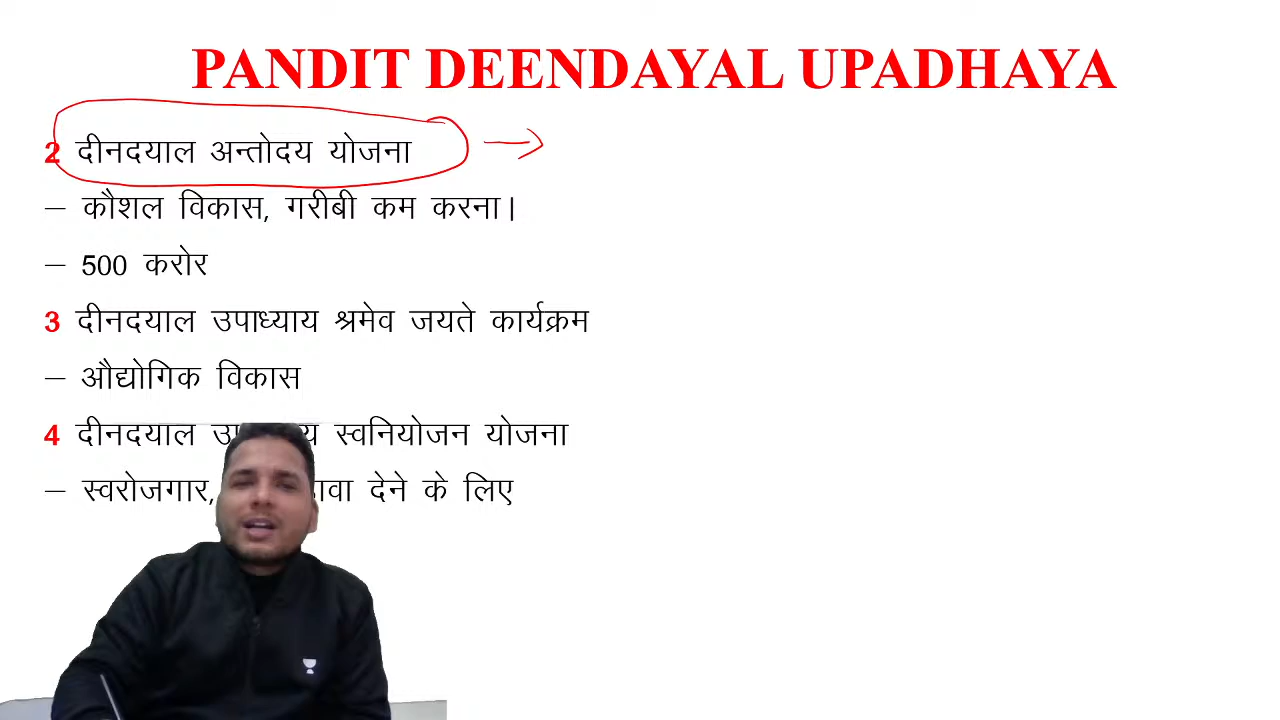 PANDIT DEENDAYAL UPADHAYA
2 दीनदयाल अन्तोदय योजना
– कौशल विकास, गरीबी कम करना।
– 500 करोर
3 दीनदयाल उपाध्याय श्रमेव जयते कार्यक्रम
– औद्योगिक विकास
4 दीनदयाल स्वनियोजन योजना
– स्वरोजगार, देने के लिए